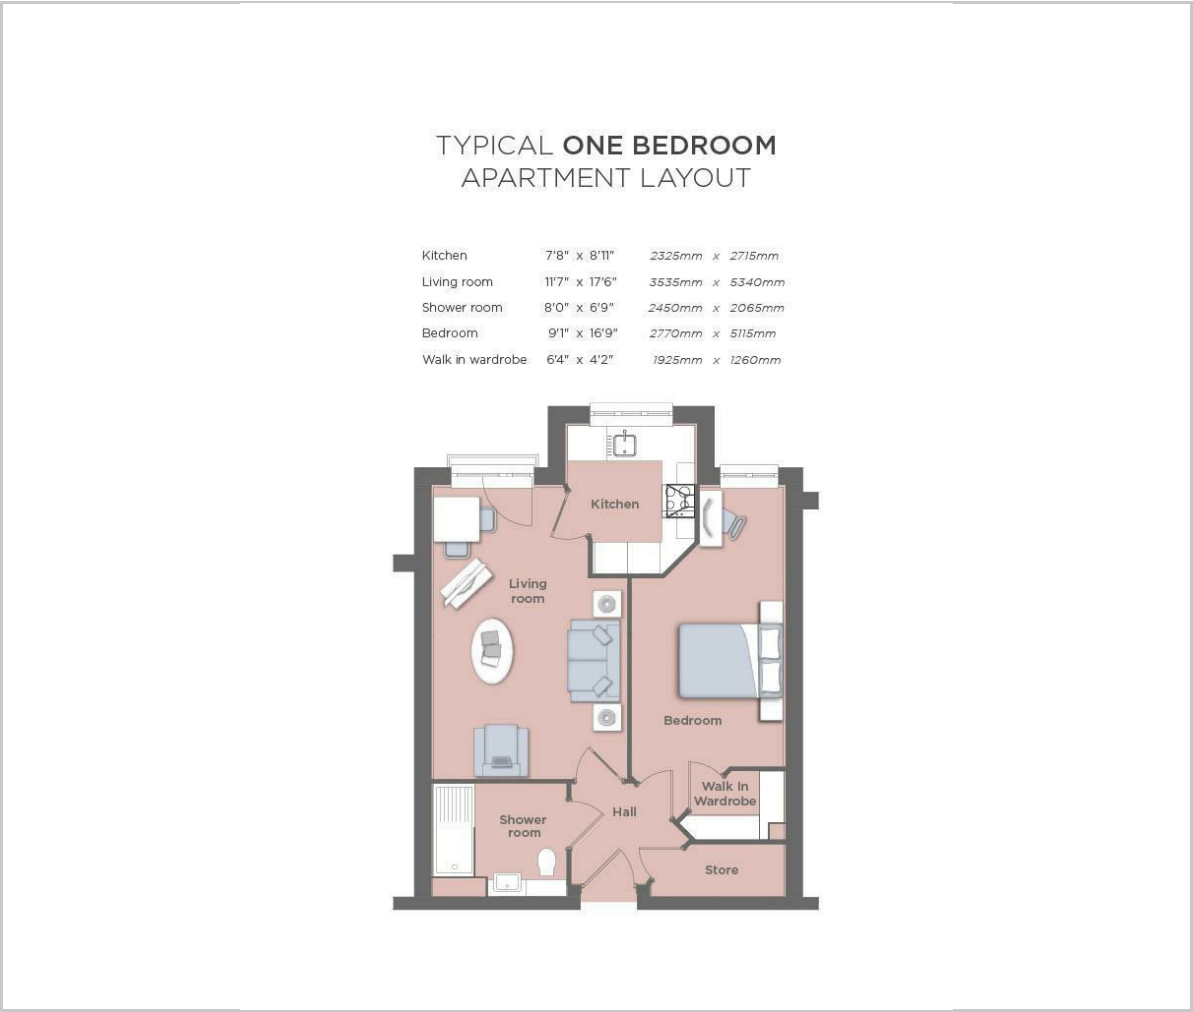 TYPICAL ONE BEDROOM
APARTMENT LAYOUT
Kitchen 7'8" x 8'11" 2325mm x 2715mm
Living room 11'7" x 17'6" 3535mm x 5340mm
Shower room 8'0" x 6'9" 2450mm x 2065mm
Bedroom 9'1" x 16'9" 2770mm x 5115mm
Walk in wardrobe 6'4" x 4'2" 1925mm x 1260mm
Kitchen
Living
room
Bedroom
Walk In
Wardrobe
Hall
Shower
room
Store